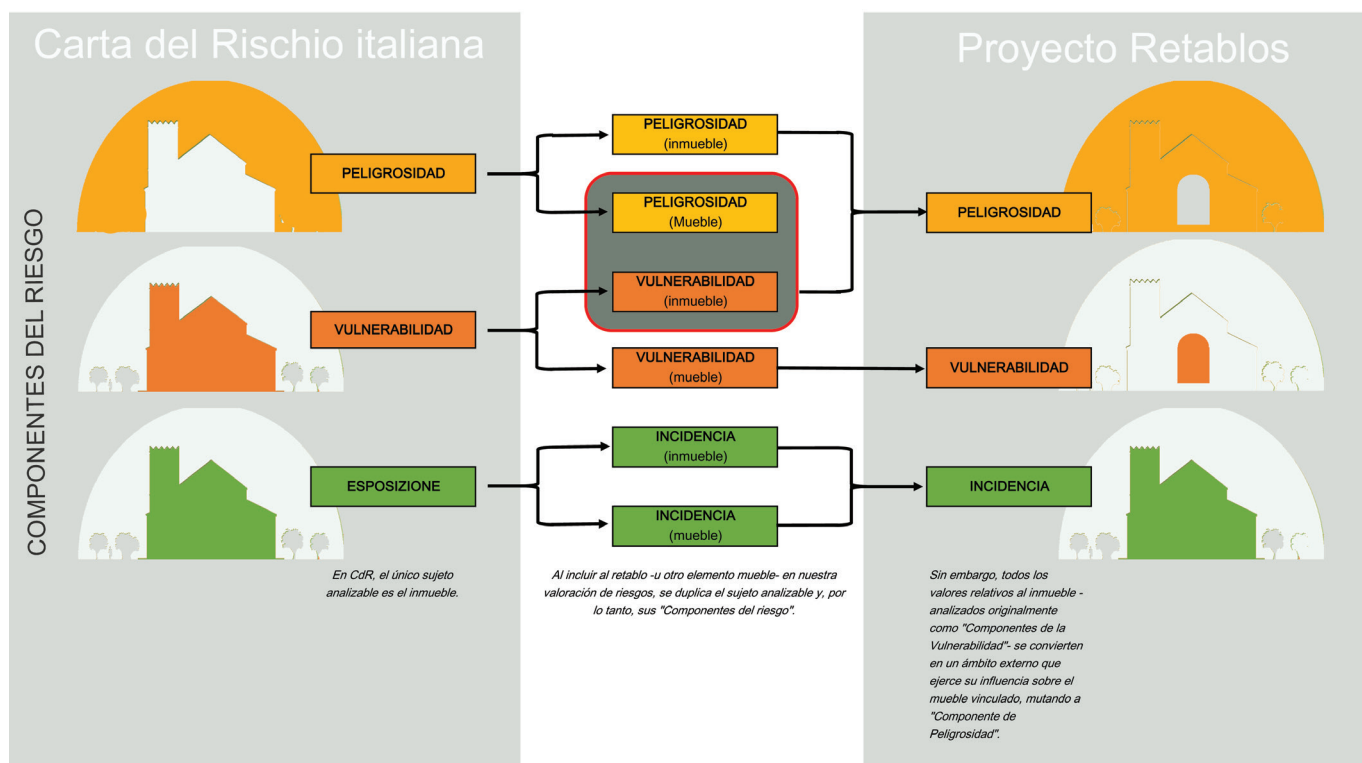 Carta del Rischio italiana
Proyecto Retablos
COMPONENTES DEL RIESGO
PELIGROSIDAD
VULNERABILIDAD
ESPOSIZIONE
PELIGROSIDAD
(inmueble)
PELIGROSIDAD
(Mueble)
VULNERABILIDAD
(inmueble)
VULNERABILIDAD
(mueble)
INCIDENCIA
(inmueble)
INCIDENCIA
(mueble)
PELIGROSIDAD
VULNERABILIDAD
INCIDENCIA
En CdR, el único sujeto
analizable es el inmueble.
Al incluir al retablo -u otro elemento mueble- en nuestra
valoración de riesgos, se duplica el sujeto analizable y, por
lo tanto, sus "Componentes del riesgo".
Sin embargo, todos los
valores relativos al inmueble -
analizados originalmente
como "Componentes de la
Vulnerabilidad"- se convierten
en un ámbito externo que
ejerce su influencia sobre el
mueble vinculado, mutando a
"Componente de
Peligrosidad".